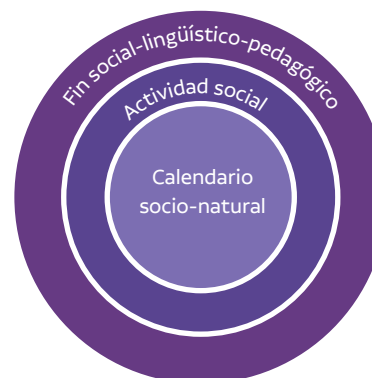 Fin social-lingüístico-pedagógico
Actividad social
Calendario
socio-natural